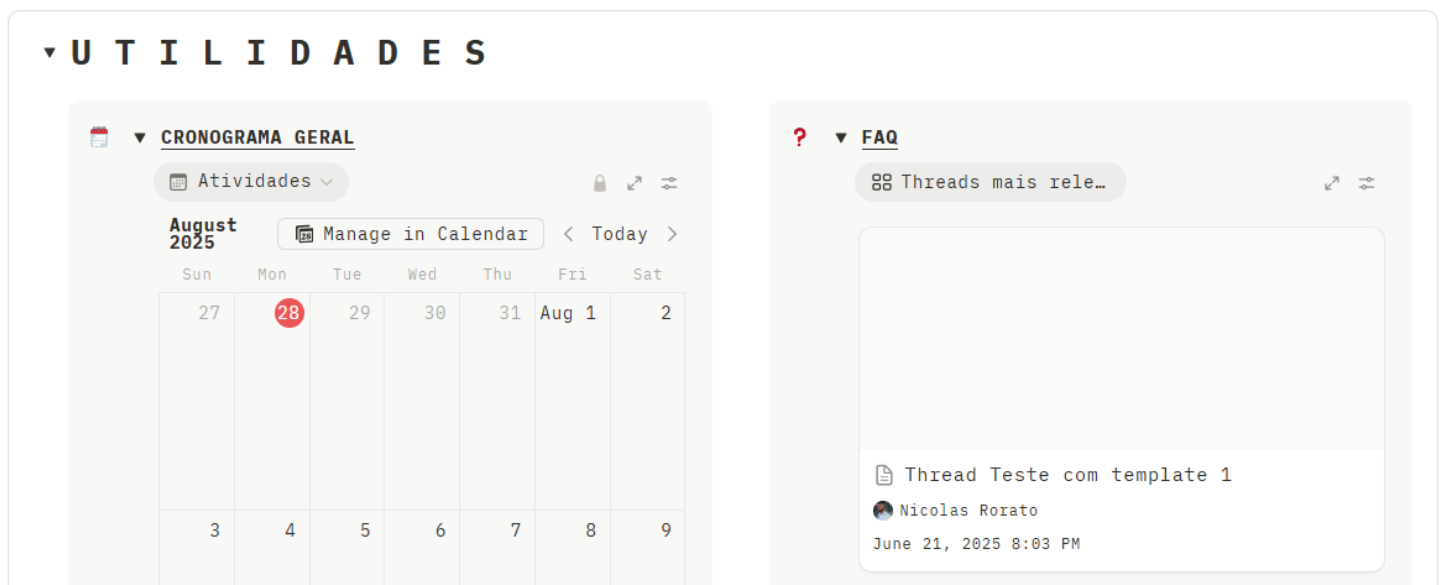 U T I L I D A D E S
CRONOGRAMA GERAL
Atividades
August 2025
28
Manage in Calendar
Today
Sun Mon Tue Wed Thu Fri Sat
27 28 29 30 31 Aug 1 2
3 4 5 6 7 8 9
FAQ
Threads mais rele…
Thread Teste com template 1
Nicolas Rorato
June 21, 2025 8:03 PM